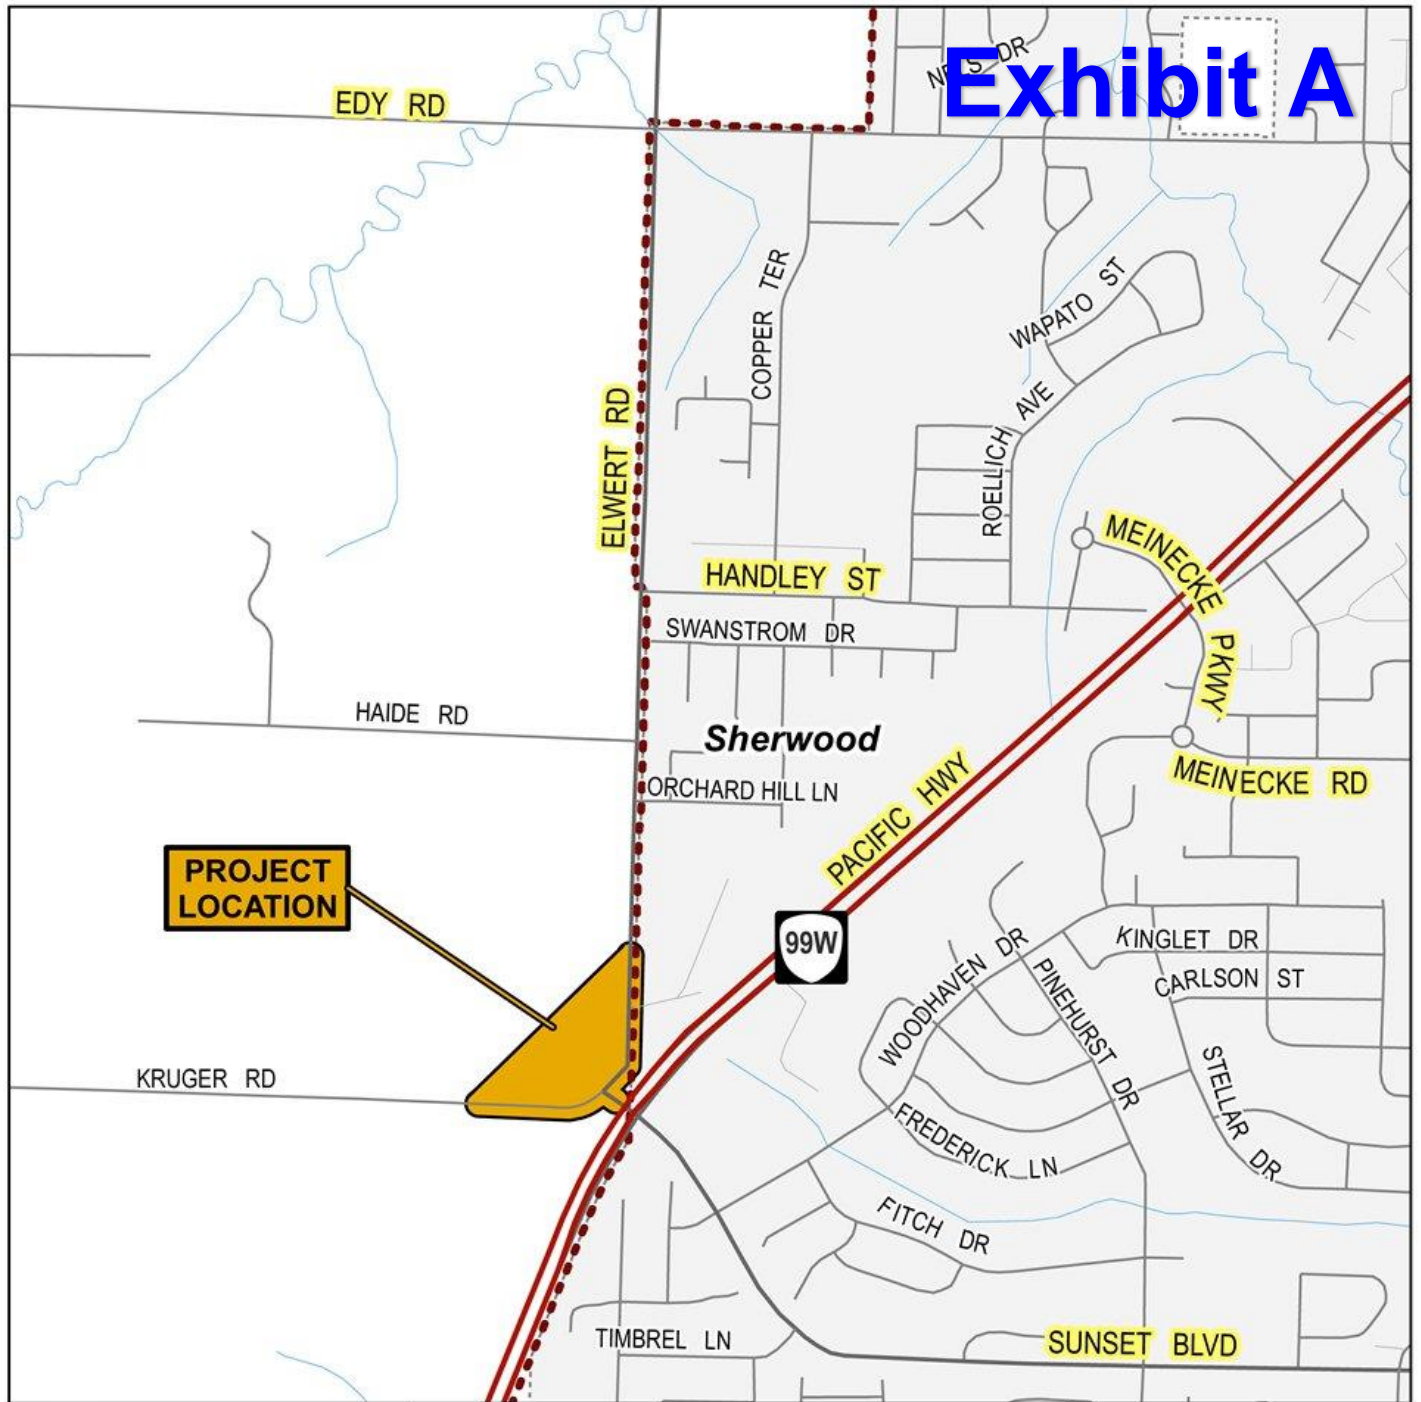 Exhibit A
EDY RD
COPPER TER
WAPATO ST
ELWERT RD
ROELLICH AVE
MEINECKE PKWY
HANDLEY ST
SWANSTROM DR
HAIDE RD
Sherwood
ORCHARD HILL LN
PACIFIC HWY
MEINECKE RD
PROJECT
LOCATION
99W
KINGLET DR
WOODHAVEN DR
PINEHURST DR
CARLSON ST
KRUGER RD
STELLAR DR
FREDERICK LN
FITCH DR
TIMBREL LN
SUNSET BLVD